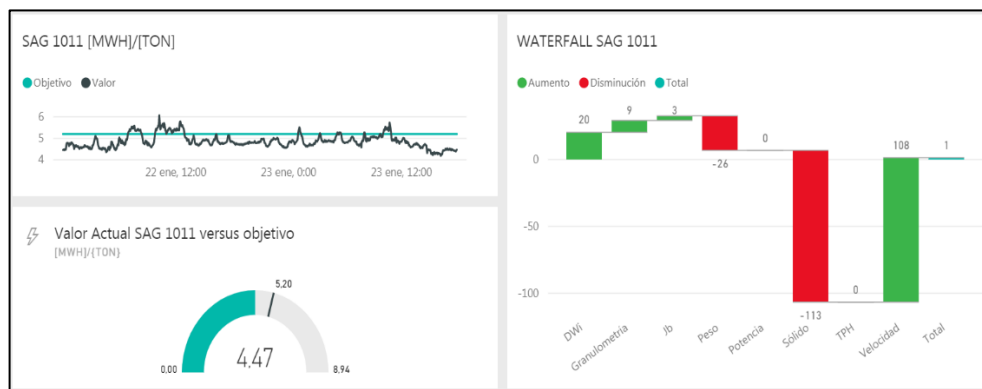 SAG 1011 [MWH]/[TON]
Objetivo Valor
6
5
4
22 ene, 12:00 23 ene, 0:00 23 ene, 12:00
Valor Actual SAG 1011 versus objetivo
[MWH]/{TON}
5,20
4,47
0,00 8,94
WATERFALL SAG 1011
Aumento Disminución Total
20 9 3 -26 0 -113 0 108 1
0
-50
-100
DWi Granulometria Jb Peso Potencia Sólido TPH Velocidad Total